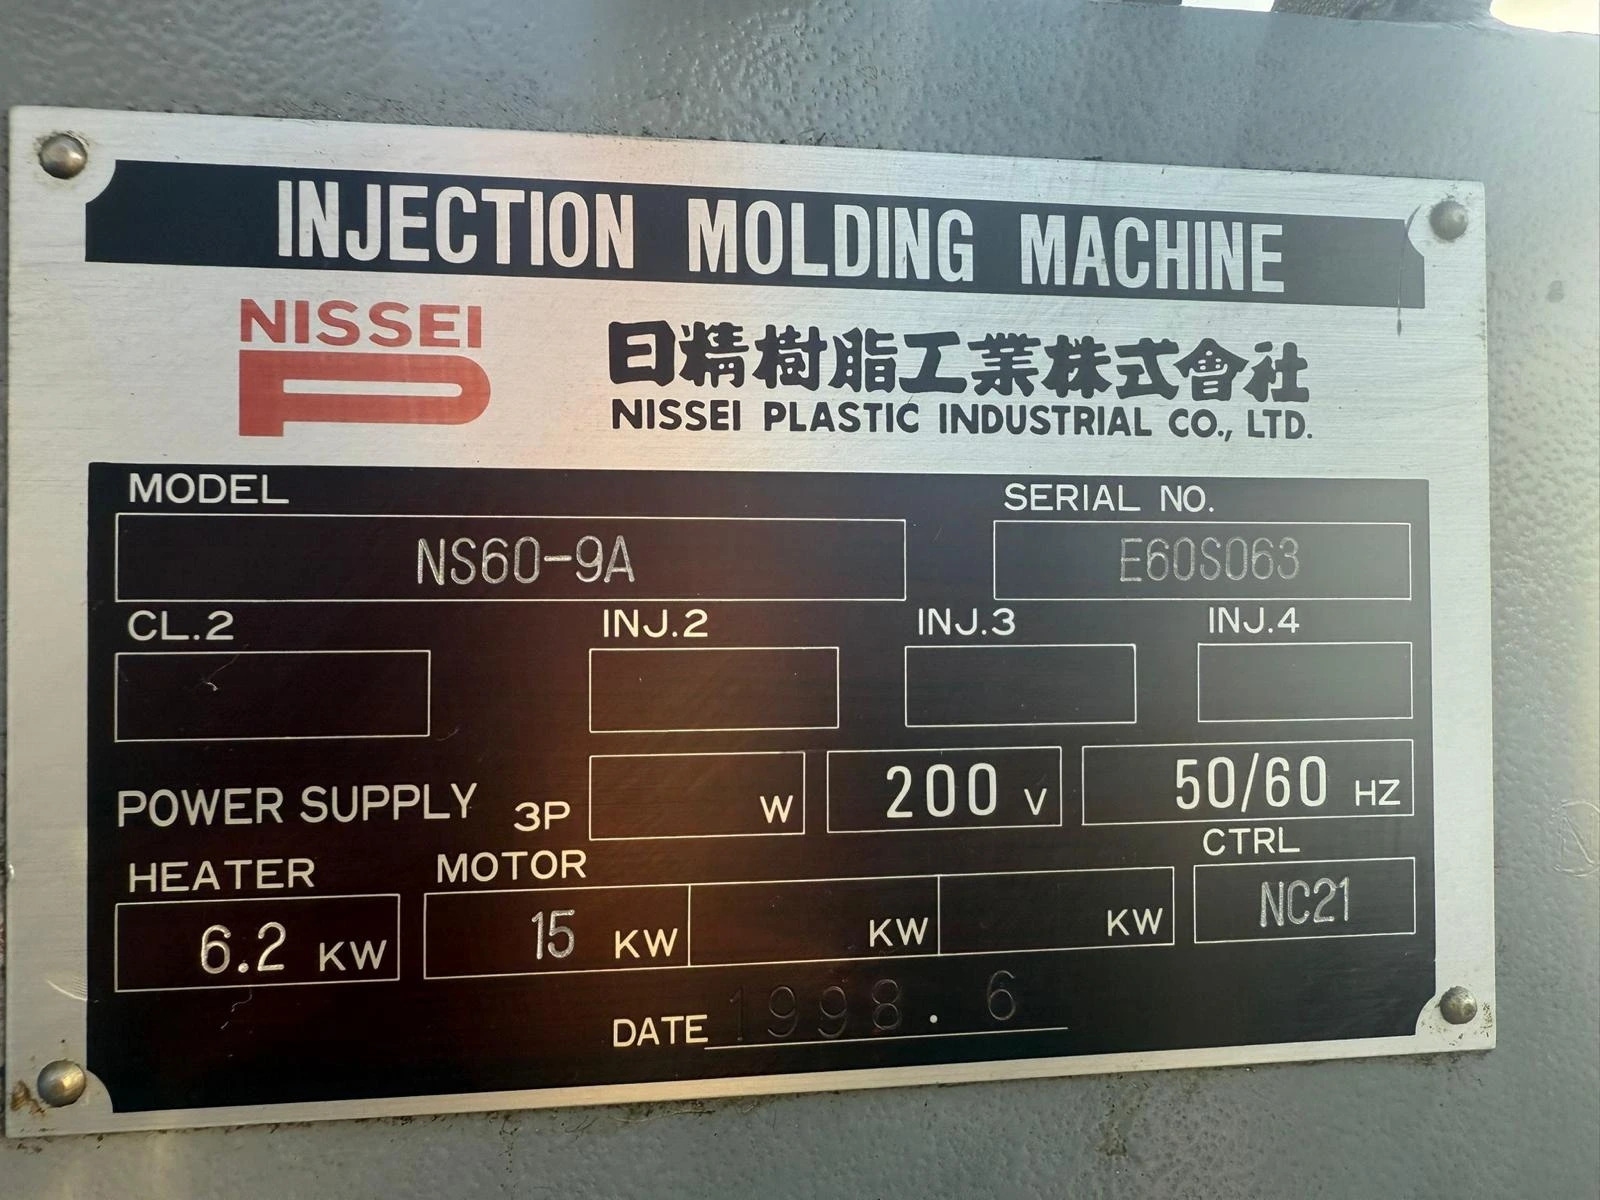 INJECTION MOLDING MACHINE
NISSEI
日精樹脂工業株式會社
NISSEI PLASTIC INDUSTRIAL CO., LTD.
MODEL SERIAL NO.
NS60-9A E60S063
CL.2 INJ.2 INJ.3 INJ.4
POWER SUPPLY 3P W 200 V 50/60 HZ
HEATER MOTOR CTRL
6.2 KW 15 KW KW KW NC21
DATE 1998.6